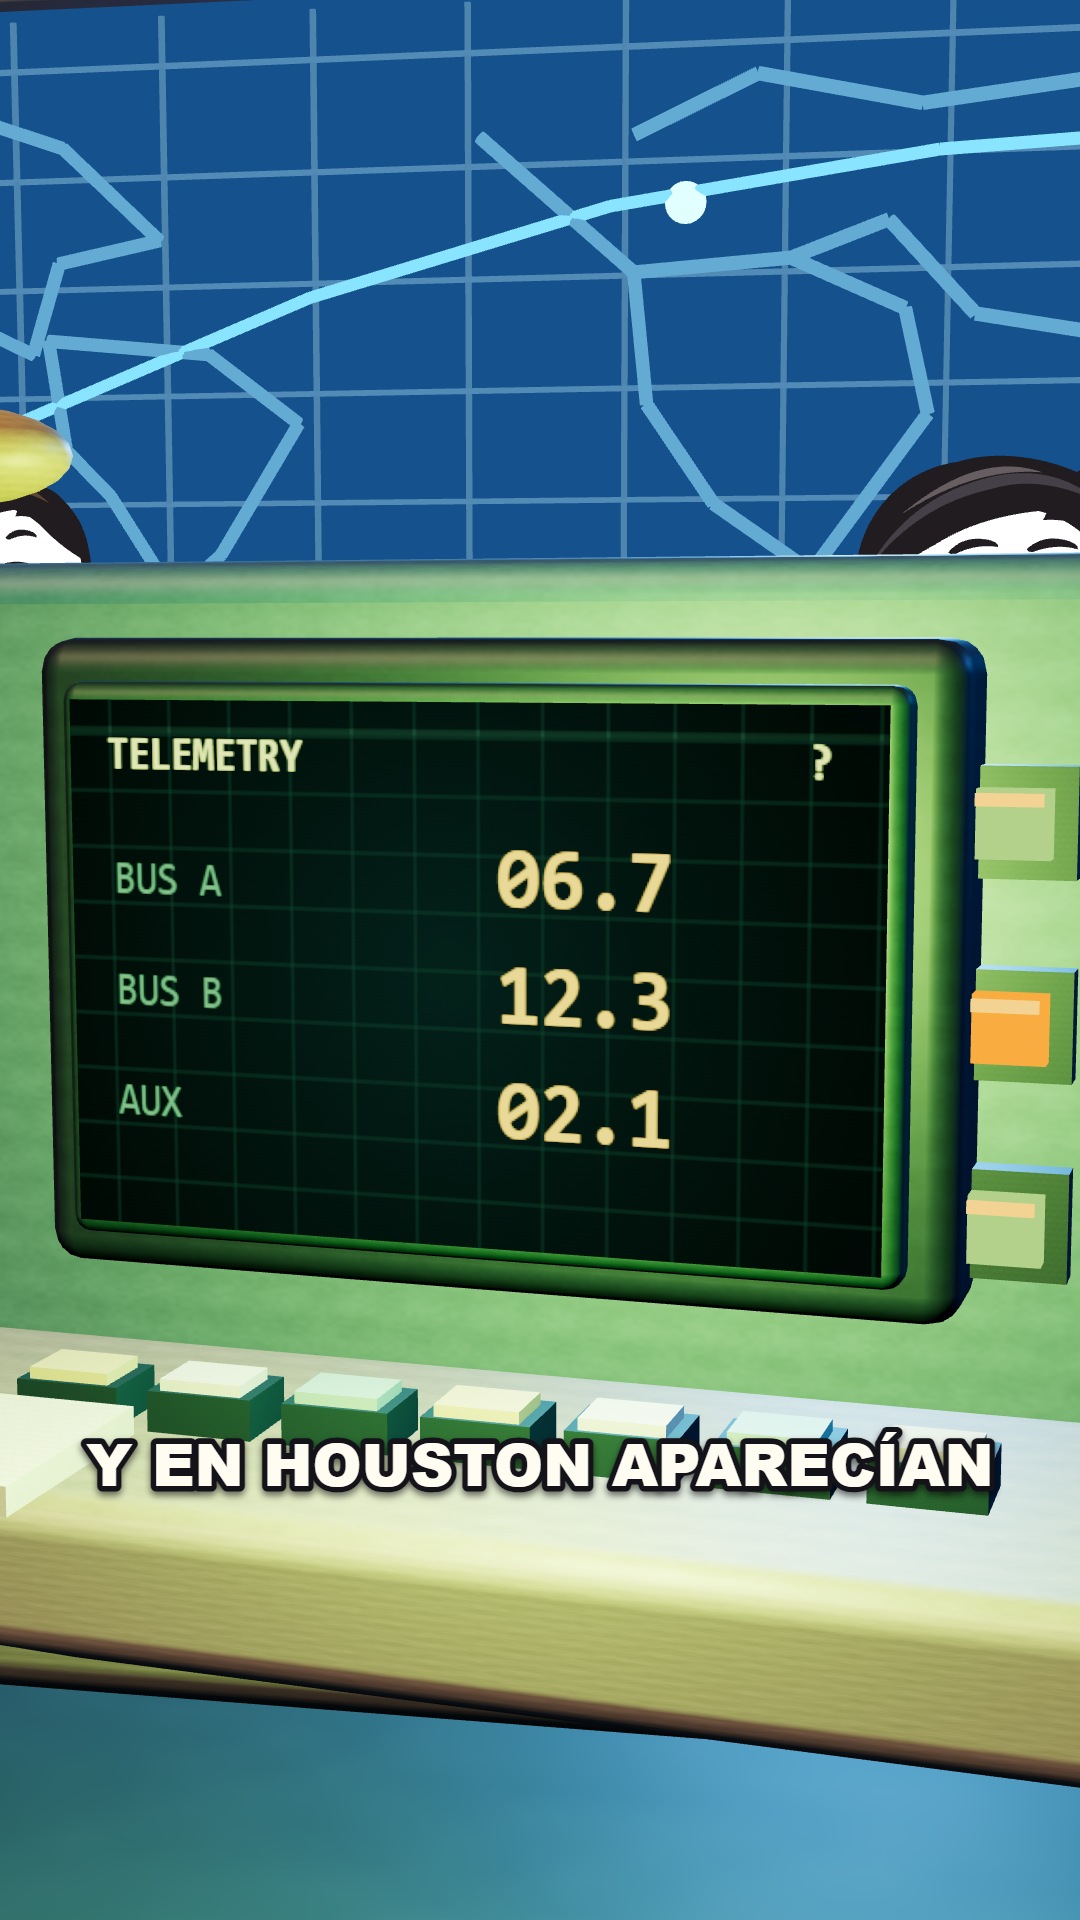 TELEMETRY ?
BUS A 06.7
BUS B 12.3
AUX 02.1
Y EN HOUSTON APARECÍAN